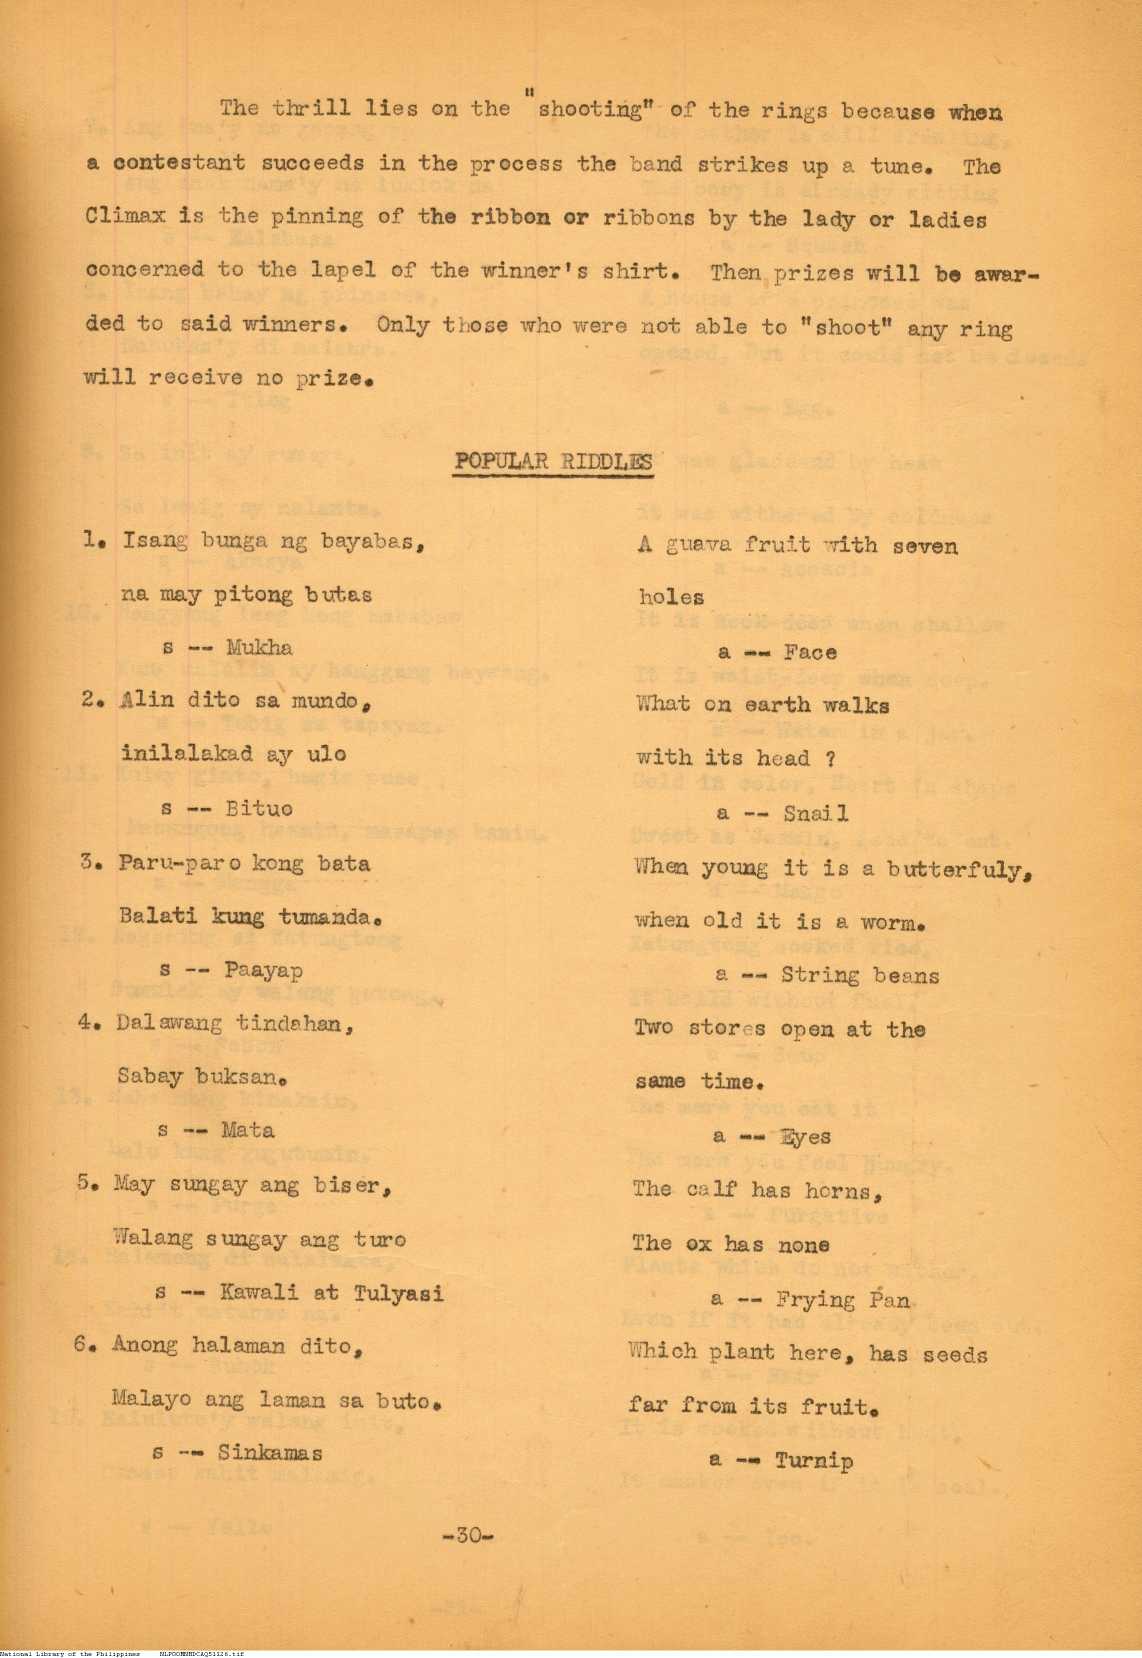 The thrill lies on the "shooting" of the rings because when
a contestant succeeds in the process the band strikes up a tune. The
Climax is the pinning of the ribbon or ribbons by the lady or ladies
concerned to the lapel of the winner's shirt. Then prizes will be awar-
ded to said winners. Only those who were not able to "shoot" any ring
will receive no prize.
POPULAR RIDDLES
1. Isang bunga ng bayabas,
na may pitong butas
s -- Mukha
A guava fruit with seven
holes
a -- Face
2. Alin dito sa mundo,
inilalakad ay ulo
s -- Bituo
What on earth walks
with its head ?
a -- Snail
3. Paru-paro kong bata
Balati kung tumanda.
s -- Paayap
When young it is a butterfuly,
when old it is a worm.
a -- String beans
4. Dalawang tindahan,
Sabay buksan.
s -- Mata
Two stores open at the
same time.
a -- Eyes
5. May sungay ang biser,
Walang sungay ang turo
s -- Kawali at Tulyasi
The calf has horns,
The ox has none
a -- Frying Pan
6. Anong halaman dito,
Malayo ang laman sa buto.
s -- Sinkamas
Which plant here, has seeds
far from its fruit.
a -- Turnip
-30-
National Library of the Philippines